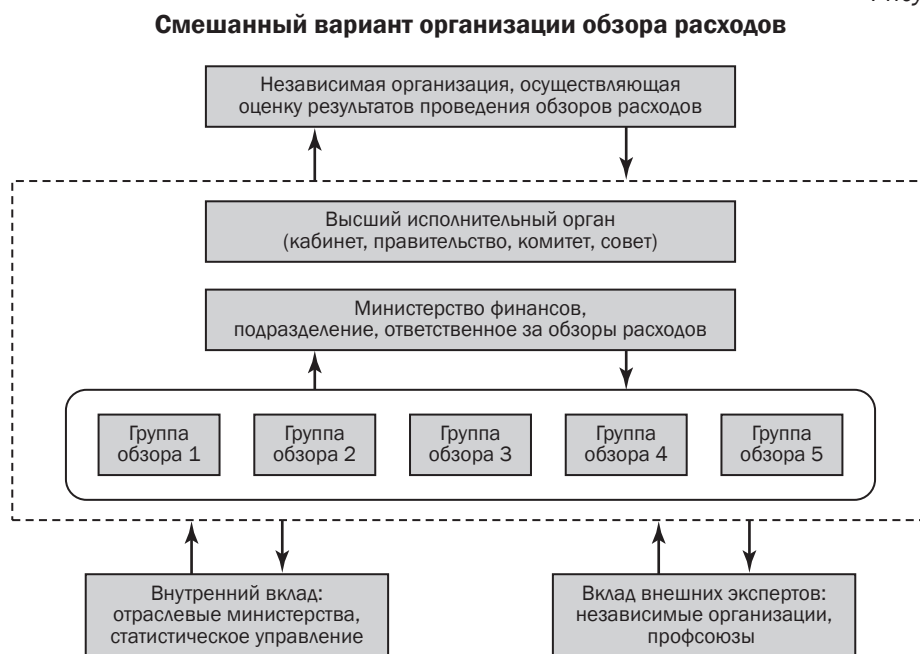 Смешанный вариант организации обзора расходов
Независимая организация, осуществляющая
оценку результатов проведения обзоров расходов
Высший исполнительный орган
(кабинет, правительство, комитет, совет)
Министерство финансов,
подразделение, ответственное за обзоры расходов
Группа
обзора 1
Группа
обзора 2
Группа
обзора 3
Группа
обзора 4
Группа
обзора 5
Внутренний вклад:
отраслевые министерства,
статистическое управление
Вклад внешних экспертов:
независимые организации,
профсоюзы